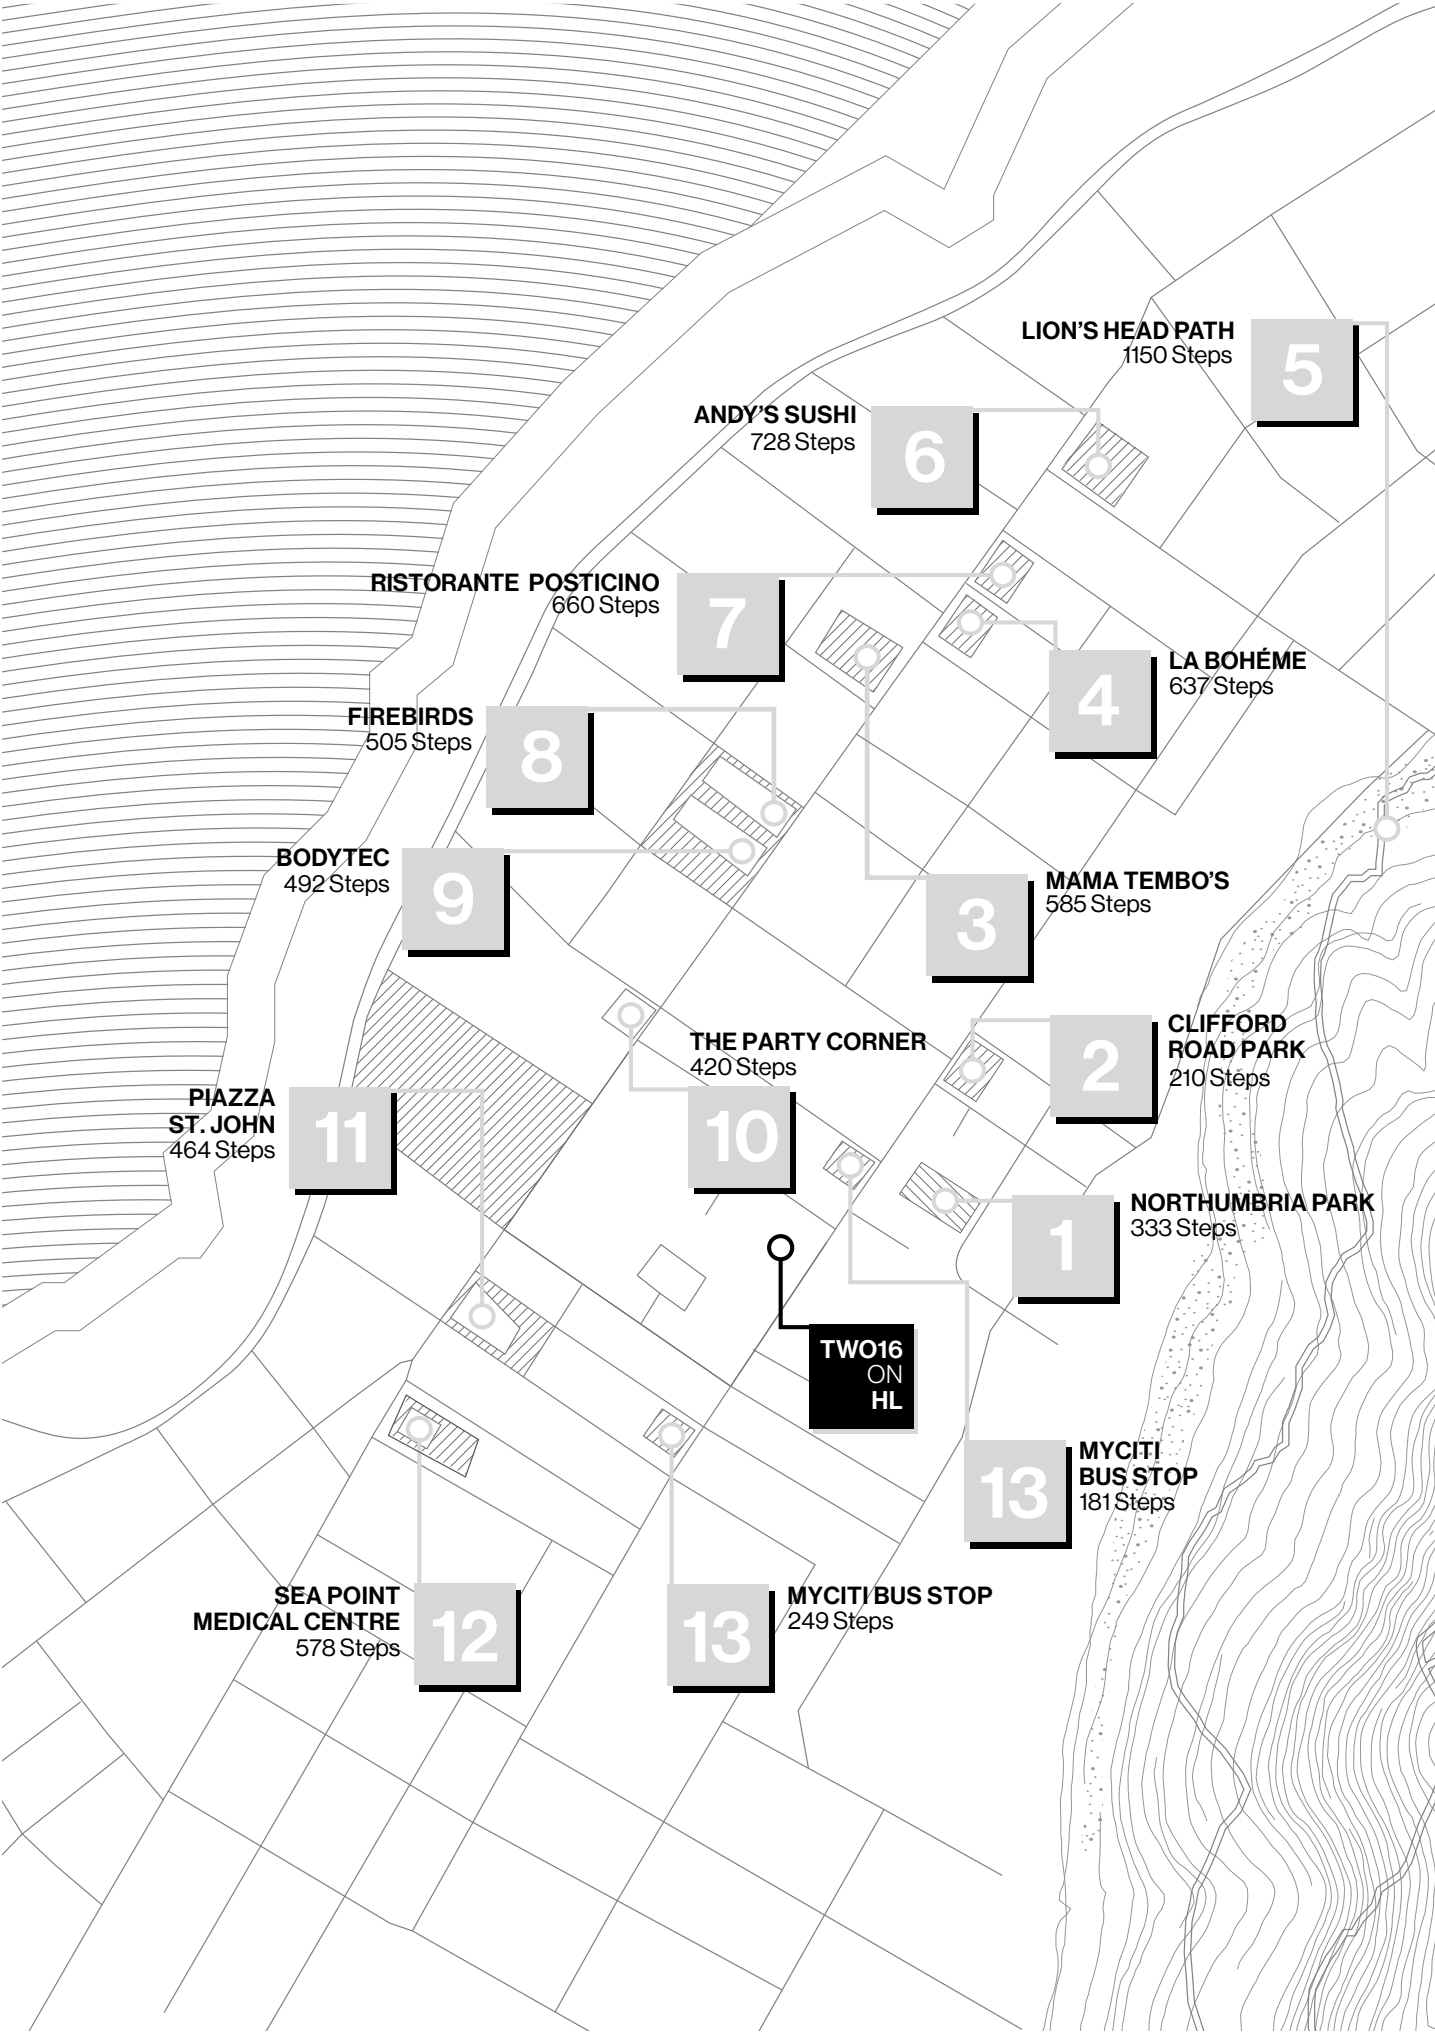 LION'S HEAD PATH
1150 Steps
5
ANDY'S SUSHI
728 Steps
6
RISTORANTE POSTICINO
660 Steps
7
LA BOHÉME
637 Steps
4
FIREBIRDS
505 Steps
8
BODYTEC
492 Steps
9
MAMA TEMBO'S
585 Steps
3
CLIFFORD
ROAD PARK
210 Steps
2
THE PARTY CORNER
420 Steps
10
PIAZZA
ST. JOHN
464 Steps
11
NORTHUMBRIA PARK
333 Steps
1
TWO16
ON
HL
MYCITI
BUS STOP
181 Steps
13
SEA POINT
MEDICAL CENTRE
578 Steps
12
MYCITI BUS STOP
249 Steps
13